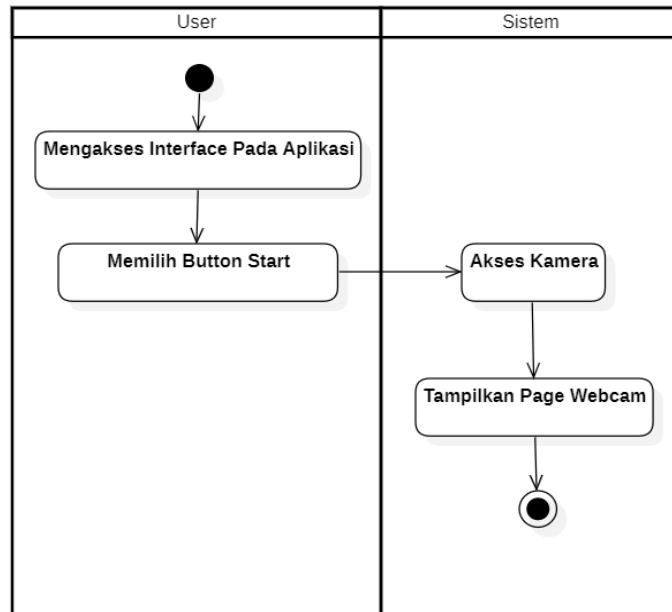 User
Sistem
Mengakses Interface Pada Aplikasi
Memilih Button Start
Akses Kamera
Tampilkan Page Webcam